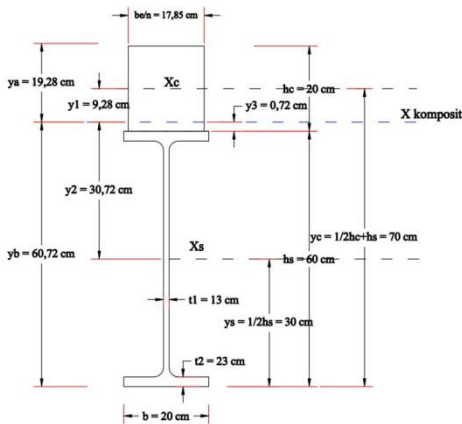 be/n = 17,85 cm
ya = 19,28 cm
Xc
hc = 20 cm
y1 = 9,28 cm
y3 = 0,72 cm
X komposit
y2 = 30,72 cm
yc = 1/2hc+hs = 70 cm
yb = 60,72 cm
Xs
hs = 60 cm
t1 = 13 cm
ys = 1/2hs = 30 cm
t2 = 23 cm
b = 20 cm